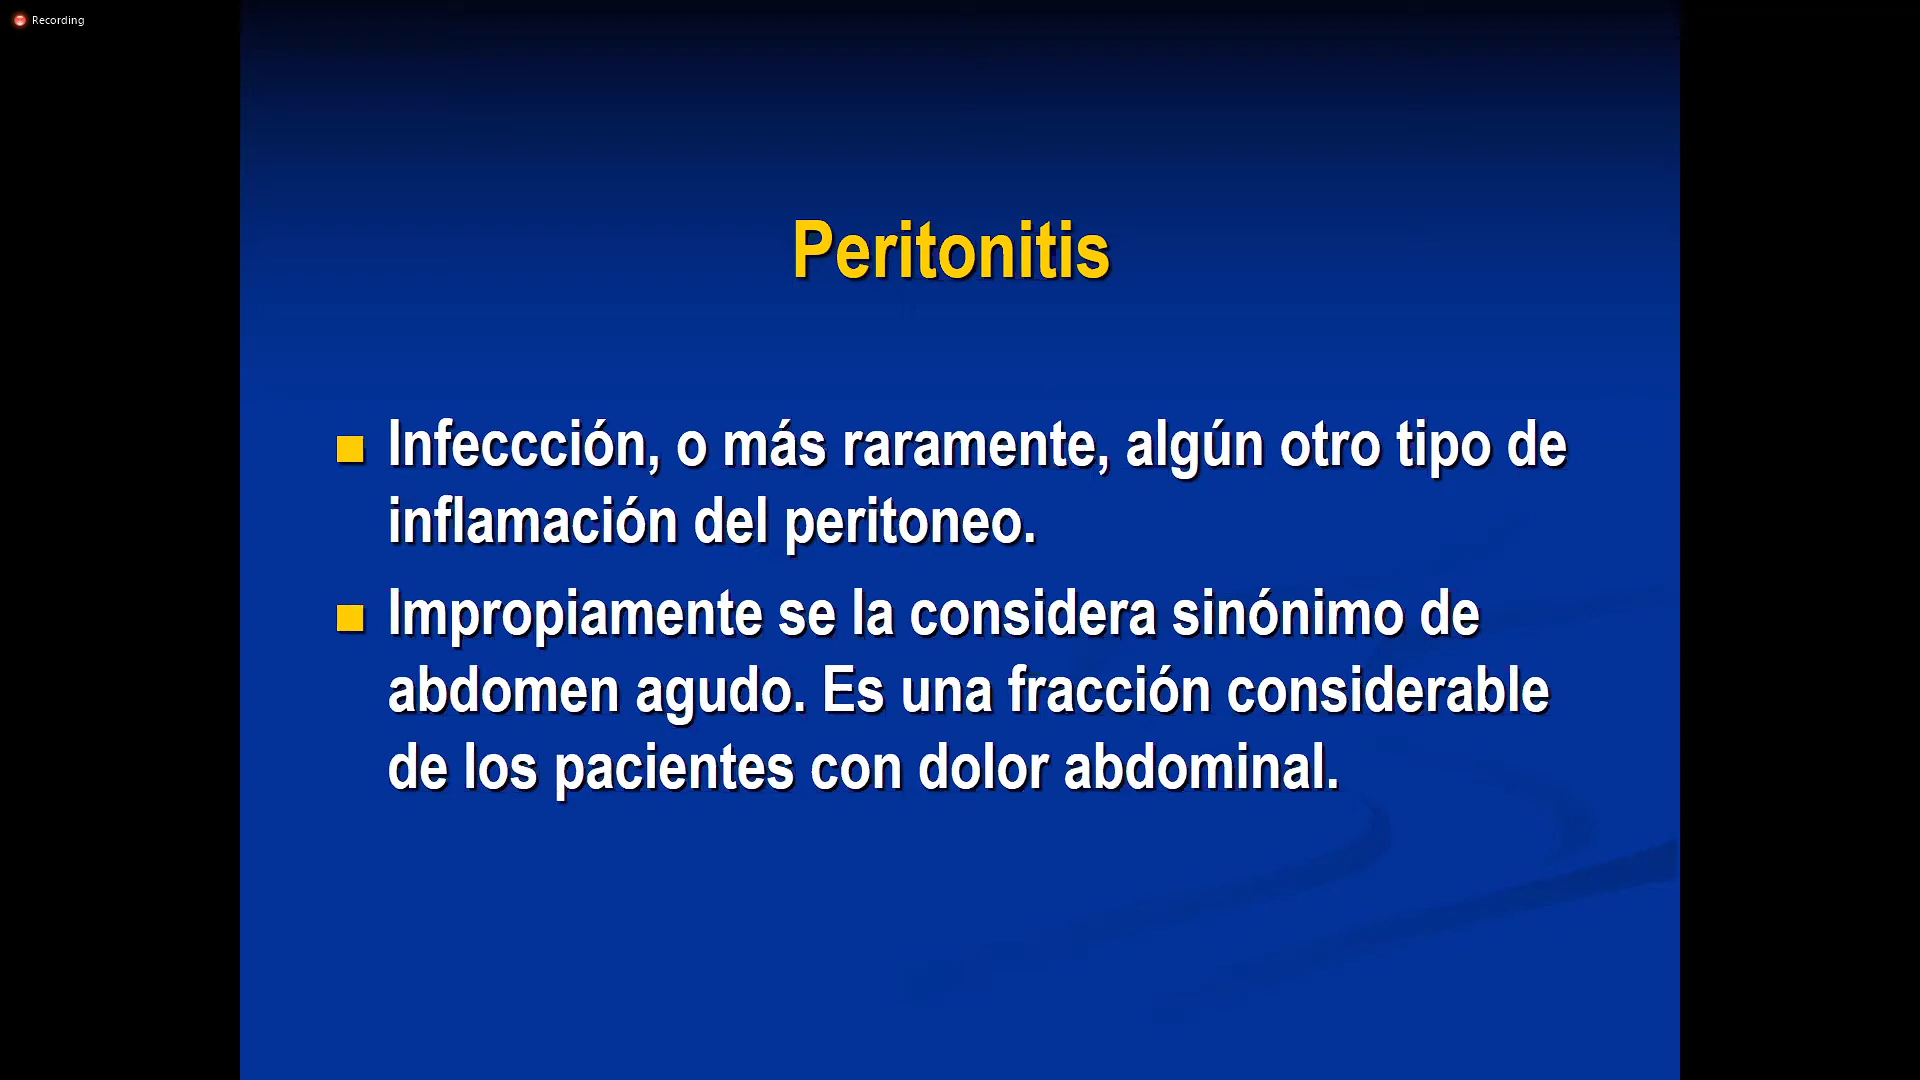 Recording
Peritonitis
Infeccción, o más raramente, algún otro tipo de
inflamación del peritoneo.
Impropiamente se la considera sinónimo de
abdomen agudo. Es una fracción considerable
de los pacientes con dolor abdominal.